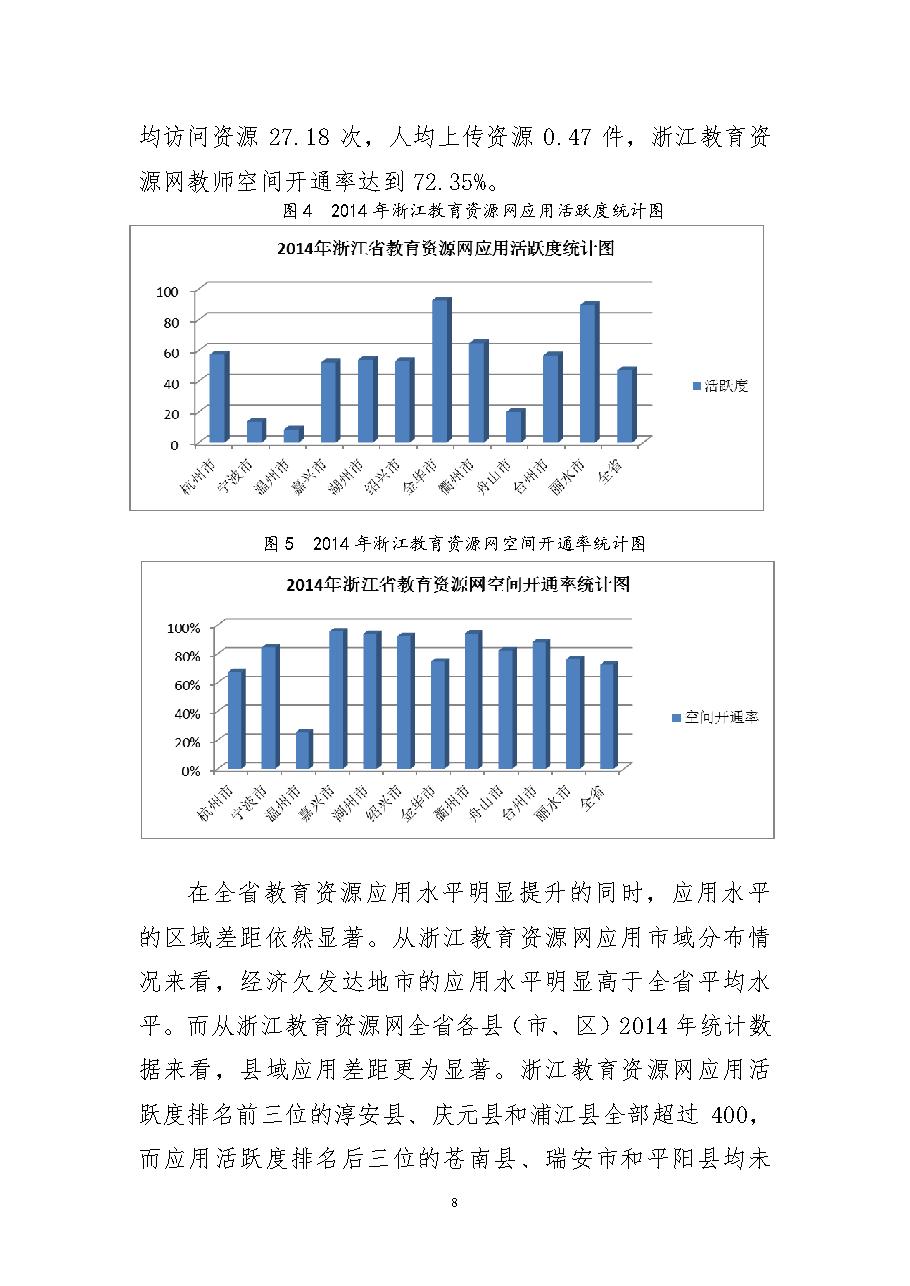 均访问资源 27.18 次，人均上传资源 0.47 件，浙江教育资
源网教师空间开通率达到 72.35%。
图4 2014 年浙江教育资源网应用活跃度统计图
2014年浙江省教育资源网应用活跃度统计图
100
80
60
40
20
0
活跃度
杭州市 宁波市 温州市 嘉兴市 湖州市 绍兴市 金华市 衢州市 舟山市 台州市 丽水市 全省
图 5 2014 年浙江教育资源网空间开通率统计图
2014年浙江省教育资源网空间开通率统计图
100%
80%
60%
40%
20%
0%
空间开通率
杭州市 宁波市 温州市 嘉兴市 湖州市 绍兴市 金华市 衢州市 舟山市 台州市 丽水市 全省
在全省教育资源应用水平明显提升的同时，应用水平
的区域差距依然显著。从浙江教育资源网应用市域分布情
况来看，经济欠发达地市的应用水平明显高于全省平均水
平。而从浙江教育资源网全省各县（市、区）2014 年统计数
据来看，县域应用差距更为显著。浙江教育资源网应用活
跃度排名前三位的淳安县、庆元县和浦江县全部超过 400，
而应用活跃度排名后三位的苍南县、瑞安市和平阳县均未
8